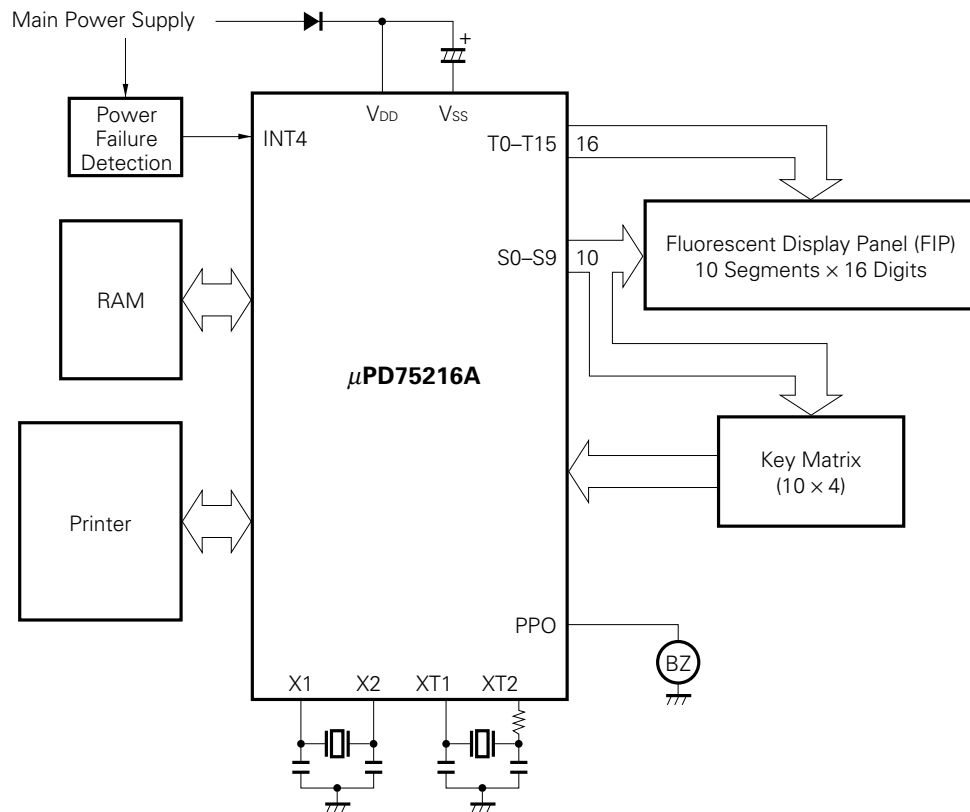 Main Power Supply
+
Power
Failure
Detection
VDD
VSS
INT4
T0–T15
16
Fluorescent Display Panel (FIP)
10 Segments × 16 Digits
S0–S9
10
RAM
μPD75216A
Key Matrix
(10 × 4)
Printer
PPO
BZ
X1
X2
XT1
XT2